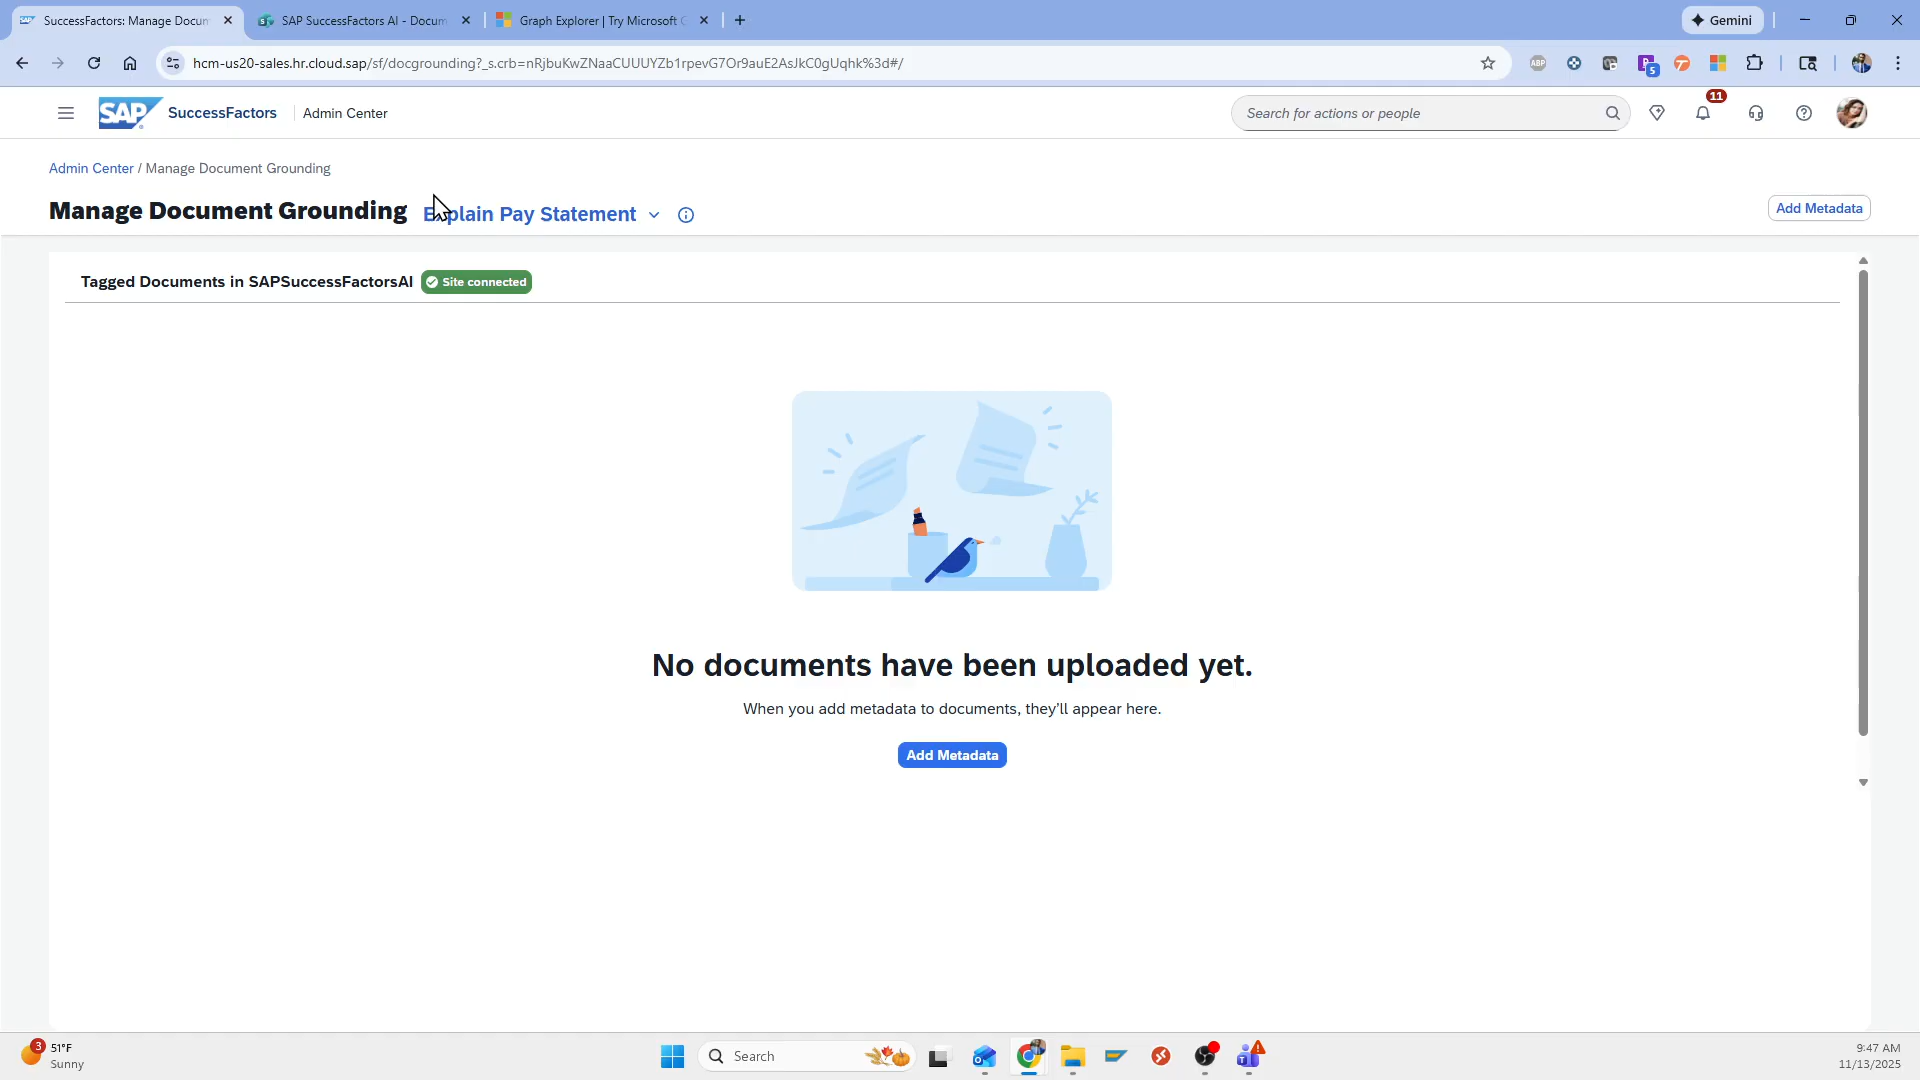 SuccessFactors: Manage Docum
SAP SuccessFactors AI - Docum
Graph Explorer | Try Microsoft G
Gemini
hcm-us20-sales.hr.cloud.sap/sf/docgrounding?_s.crb=nRjbuKwZNaaCUUUYZb1rpevG7Or9auE2AsJkC0gUqhk%3d#/
ABP
5
SAP SuccessFactors
Admin Center
Search for actions or people
11
Admin Center / Manage Document Grounding
Manage Document Grounding
Explain Pay Statement
Add Metadata
Tagged Documents in SAPSuccessFactorsAI
Site connected
No documents have been uploaded yet.
When you add metadata to documents, they'll appear here.
Add Metadata
3
51°F
Sunny
Search
9:47 AM
11/13/2025